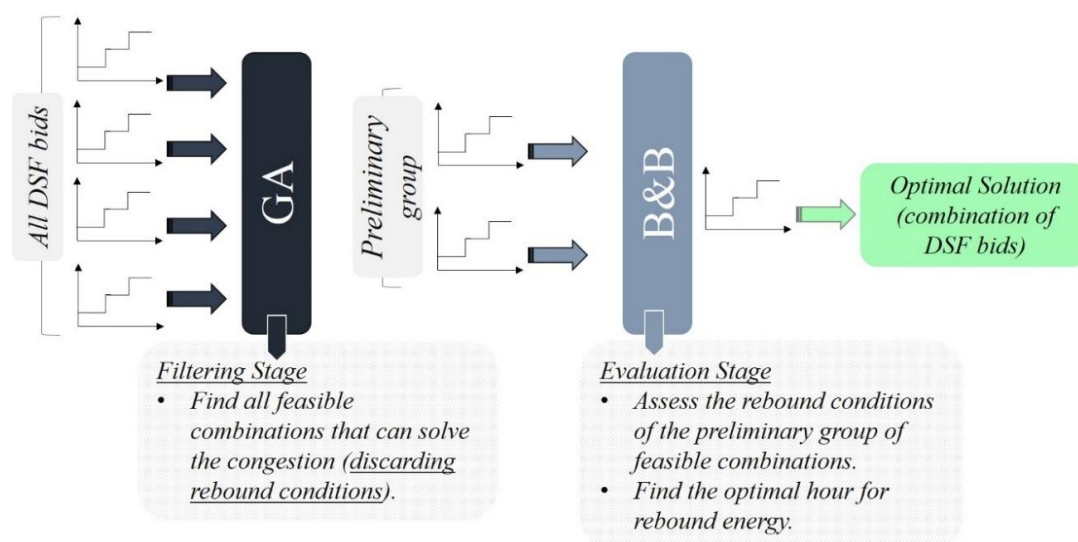 All DSF bids
GA
Preliminary
group
B&B
Optimal Solution
(combination of
DSF bids)
Filtering Stage
• Find all feasible
combinations that can solve
the congestion (discarding
rebound conditions).
Evaluation Stage
• Assess the rebound conditions
of the preliminary group of
feasible combinations.
• Find the optimal hour for
rebound energy.